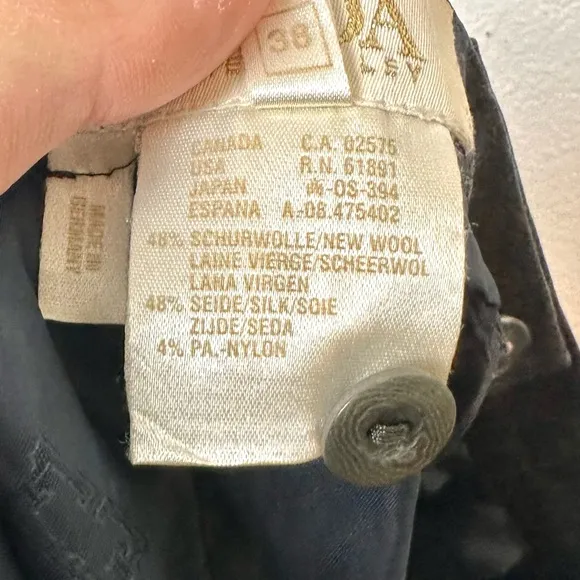 38
DA
CANADA C.A. 02575
USA R.N. 61891
JAPAN -OS-394
ESPANA A-08.475402
48% SCHURWOLLE/NEW WOOL
LAINE VIERGE/SCHEERWOL
LANA VIRGEN
48% SEIDE/SILK/SOIE
ZIJDE/SEDA
4% PA.-NYLON
MADE IN
GERMANY